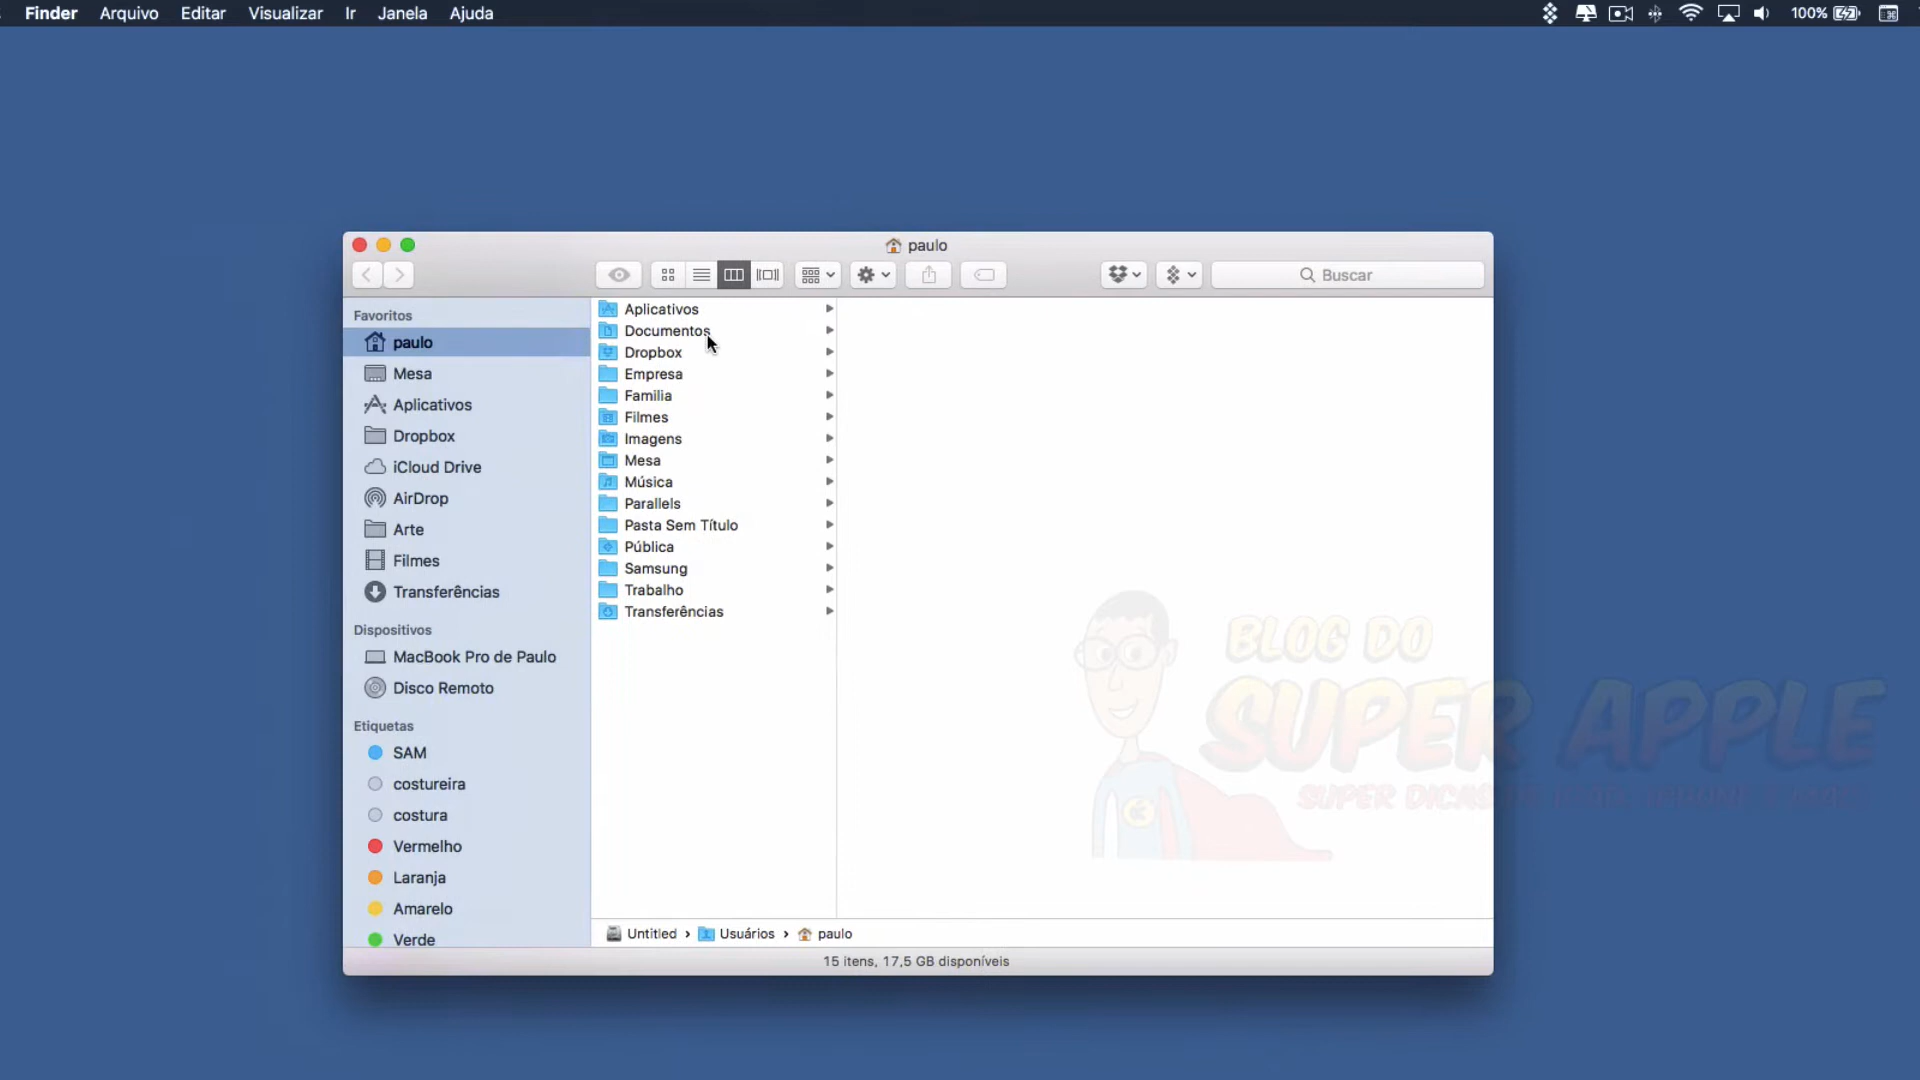 Finder Arquivo Editar Visualizar Ir Janela Ajuda 100%
paulo
Buscar
Favoritos
paulo
Mesa
Aplicativos
Dropbox
iCloud Drive
AirDrop
Arte
Filmes
Transferências
Dispositivos
MacBook Pro de Paulo
Disco Remoto
Etiquetas
SAM
costureira
costura
Vermelho
Laranja
Amarelo
Verde
Aplicativos
Documentos
Dropbox
Empresa
Familia
Filmes
Imagens
Mesa
Música
Parallels
Pasta Sem Título
Pública
Samsung
Trabalho
Transferências
BLOG DO
SUPER APPLE
SUPER DICAS
Untitled › Usuários › paulo
15 itens, 17,5 GB disponíveis